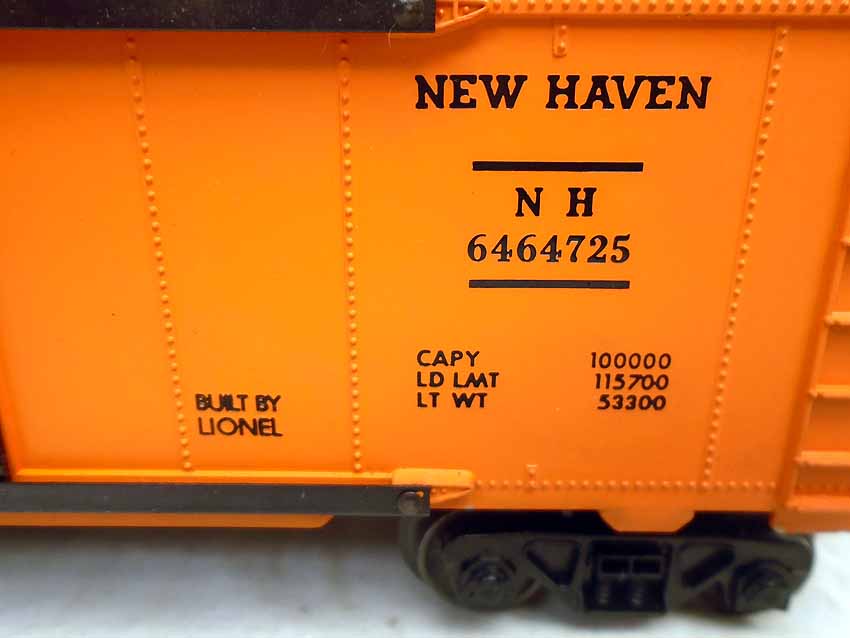 NEW HAVEN
N H
6464725
CAPY 100000
LD LMT 115700
LT WT 53300
BUILT BY
LIONEL